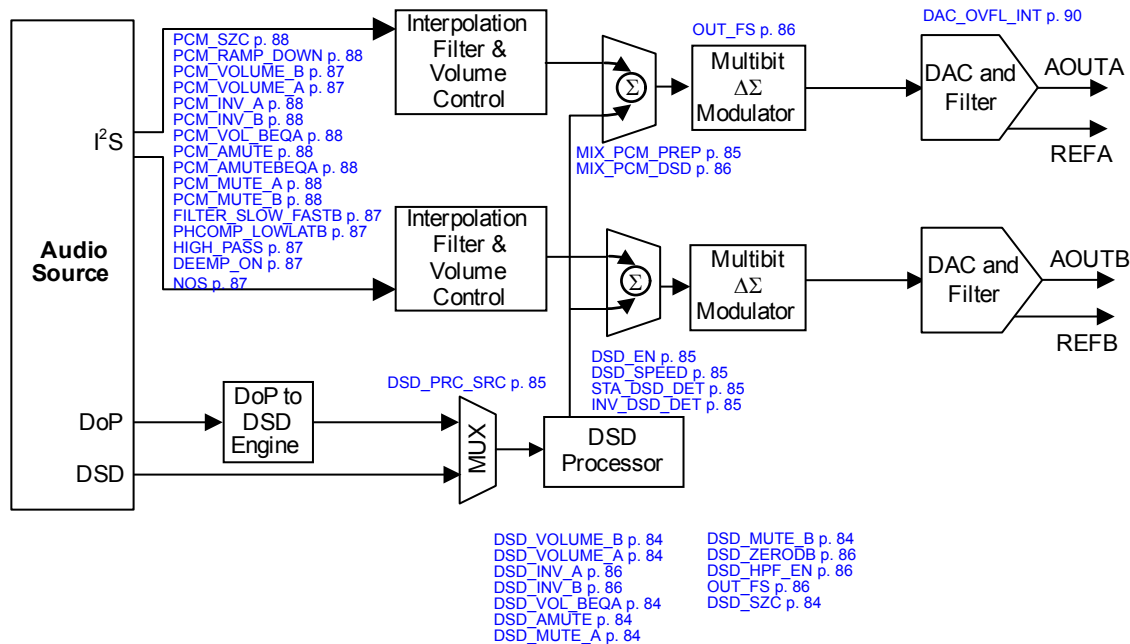 DAC_OVFL_INT p. 90
OUT_FS p. 86
PCM_SZC p. 88
PCM_RAMP_DOWN p. 88
PCM_VOLUME_B p. 87
PCM_VOLUME_A p. 87
PCM_INV_A p. 88
PCM_INV_B p. 88
PCM_VOL_BEQA p. 88
PCM_AMUTE p. 88
PCM_AMUTEBEQA p. 88
PCM_MUTE_A p. 88
PCM_MUTE_B p. 88
FILTER_SLOW_FASTB p. 87
PHCOMP_LOWLATB p. 87
HIGH_PASS p. 87
DEEMP_ON p. 87
NOS p. 87
Interpolation
Filter &
Volume
Control
Σ
Multibit
ΔΣ
Modulator
DAC and
Filter
AOUTA
REFA
I²S
MIX_PCM_PREP p. 85
MIX_PCM_DSD p. 86
Audio
Source
Interpolation
Filter &
Volume
Control
Σ
Multibit
ΔΣ
Modulator
DAC and
Filter
AOUTB
REFB
DSD_EN p. 85
DSD_SPEED p. 85
STA_DSD_DET p. 85
INV_DSD_DET p. 85
DSD_PRC_SRC p. 85
DoP
DoP to
DSD
Engine
MUX
DSD
Processor
DSD
DSD_VOLUME_B p. 84
DSD_VOLUME_A p. 84
DSD_INV_A p. 86
DSD_INV_B p. 86
DSD_VOL_BEQA p. 84
DSD_AMUTE p. 84
DSD_MUTE_A p. 84
DSD_MUTE_B p. 84
DSD_ZERODB p. 86
DSD_HPF_EN p. 86
OUT_FS p. 86
DSD_SZC p. 84